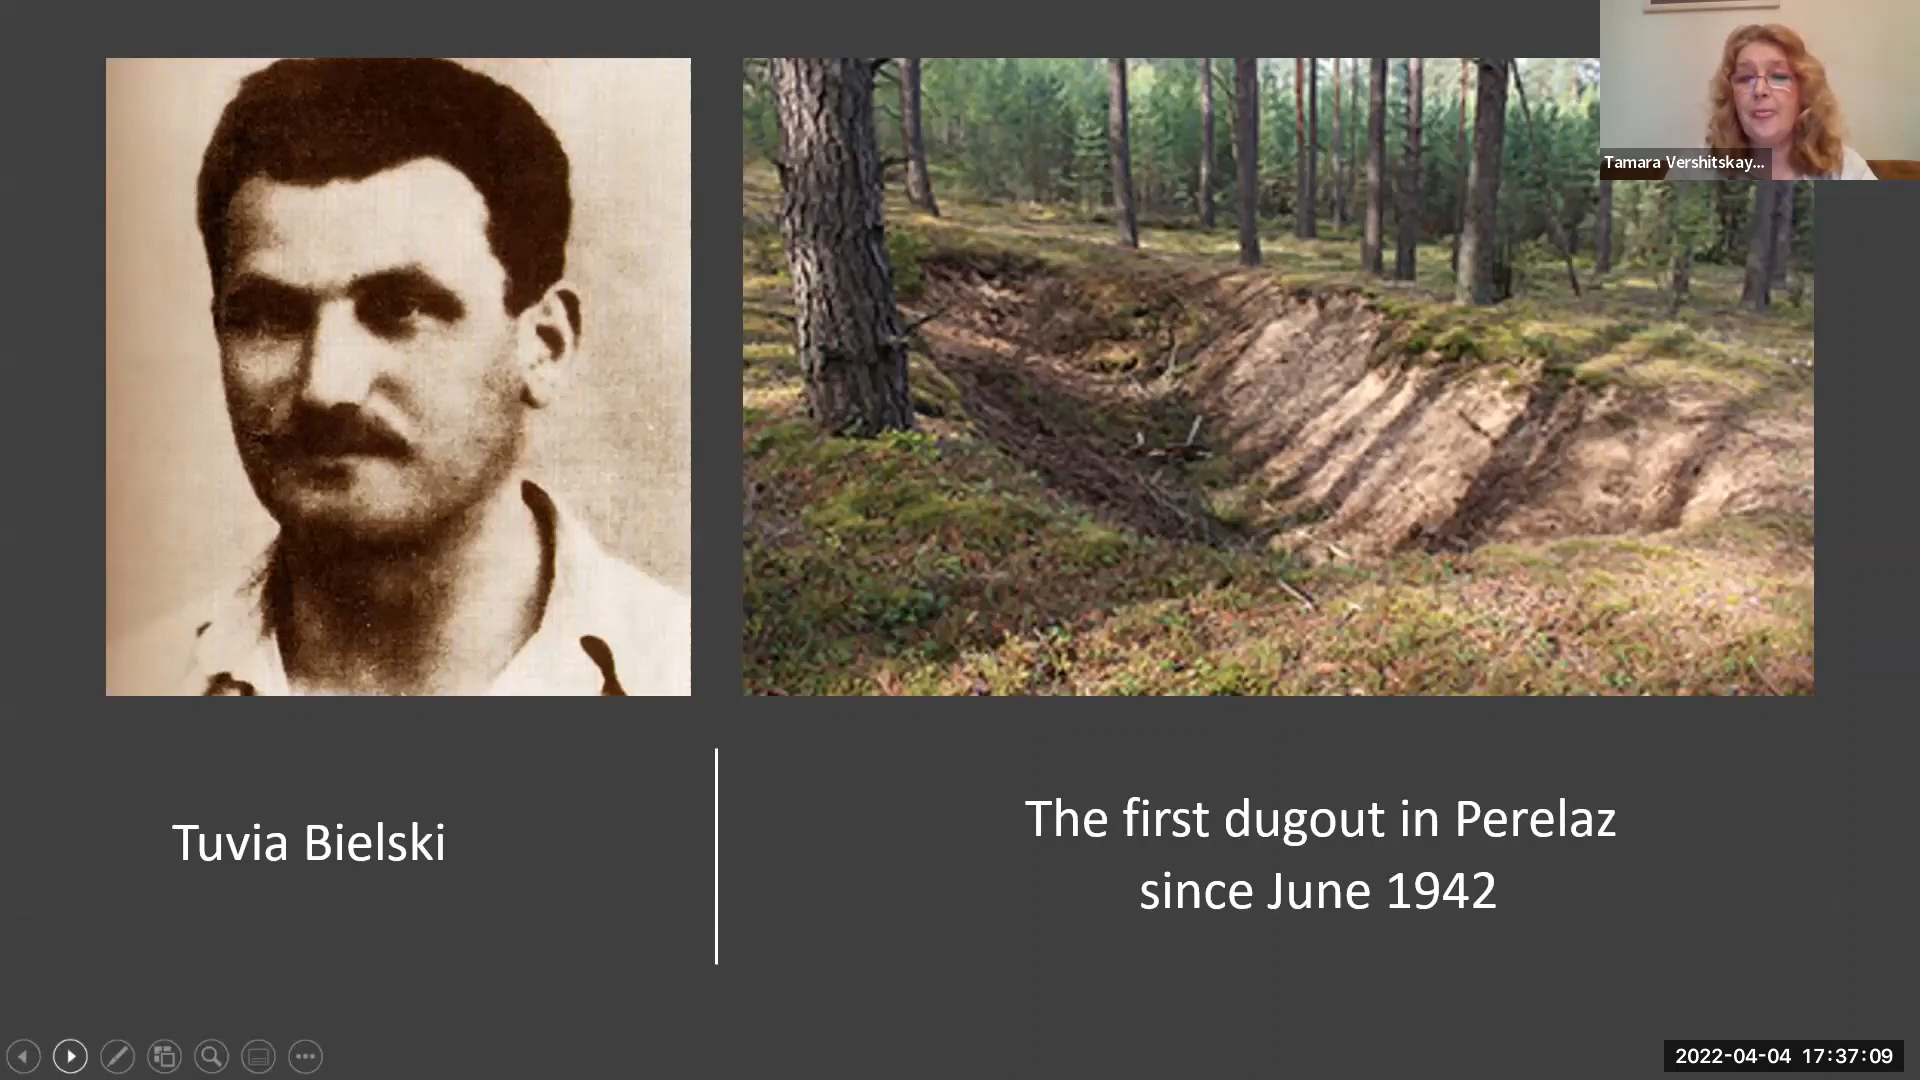 Tamara Vershitskay...
Tuvia Bielski
The first dugout in Perelaz
since June 1942
2022-04-04 17:37:09